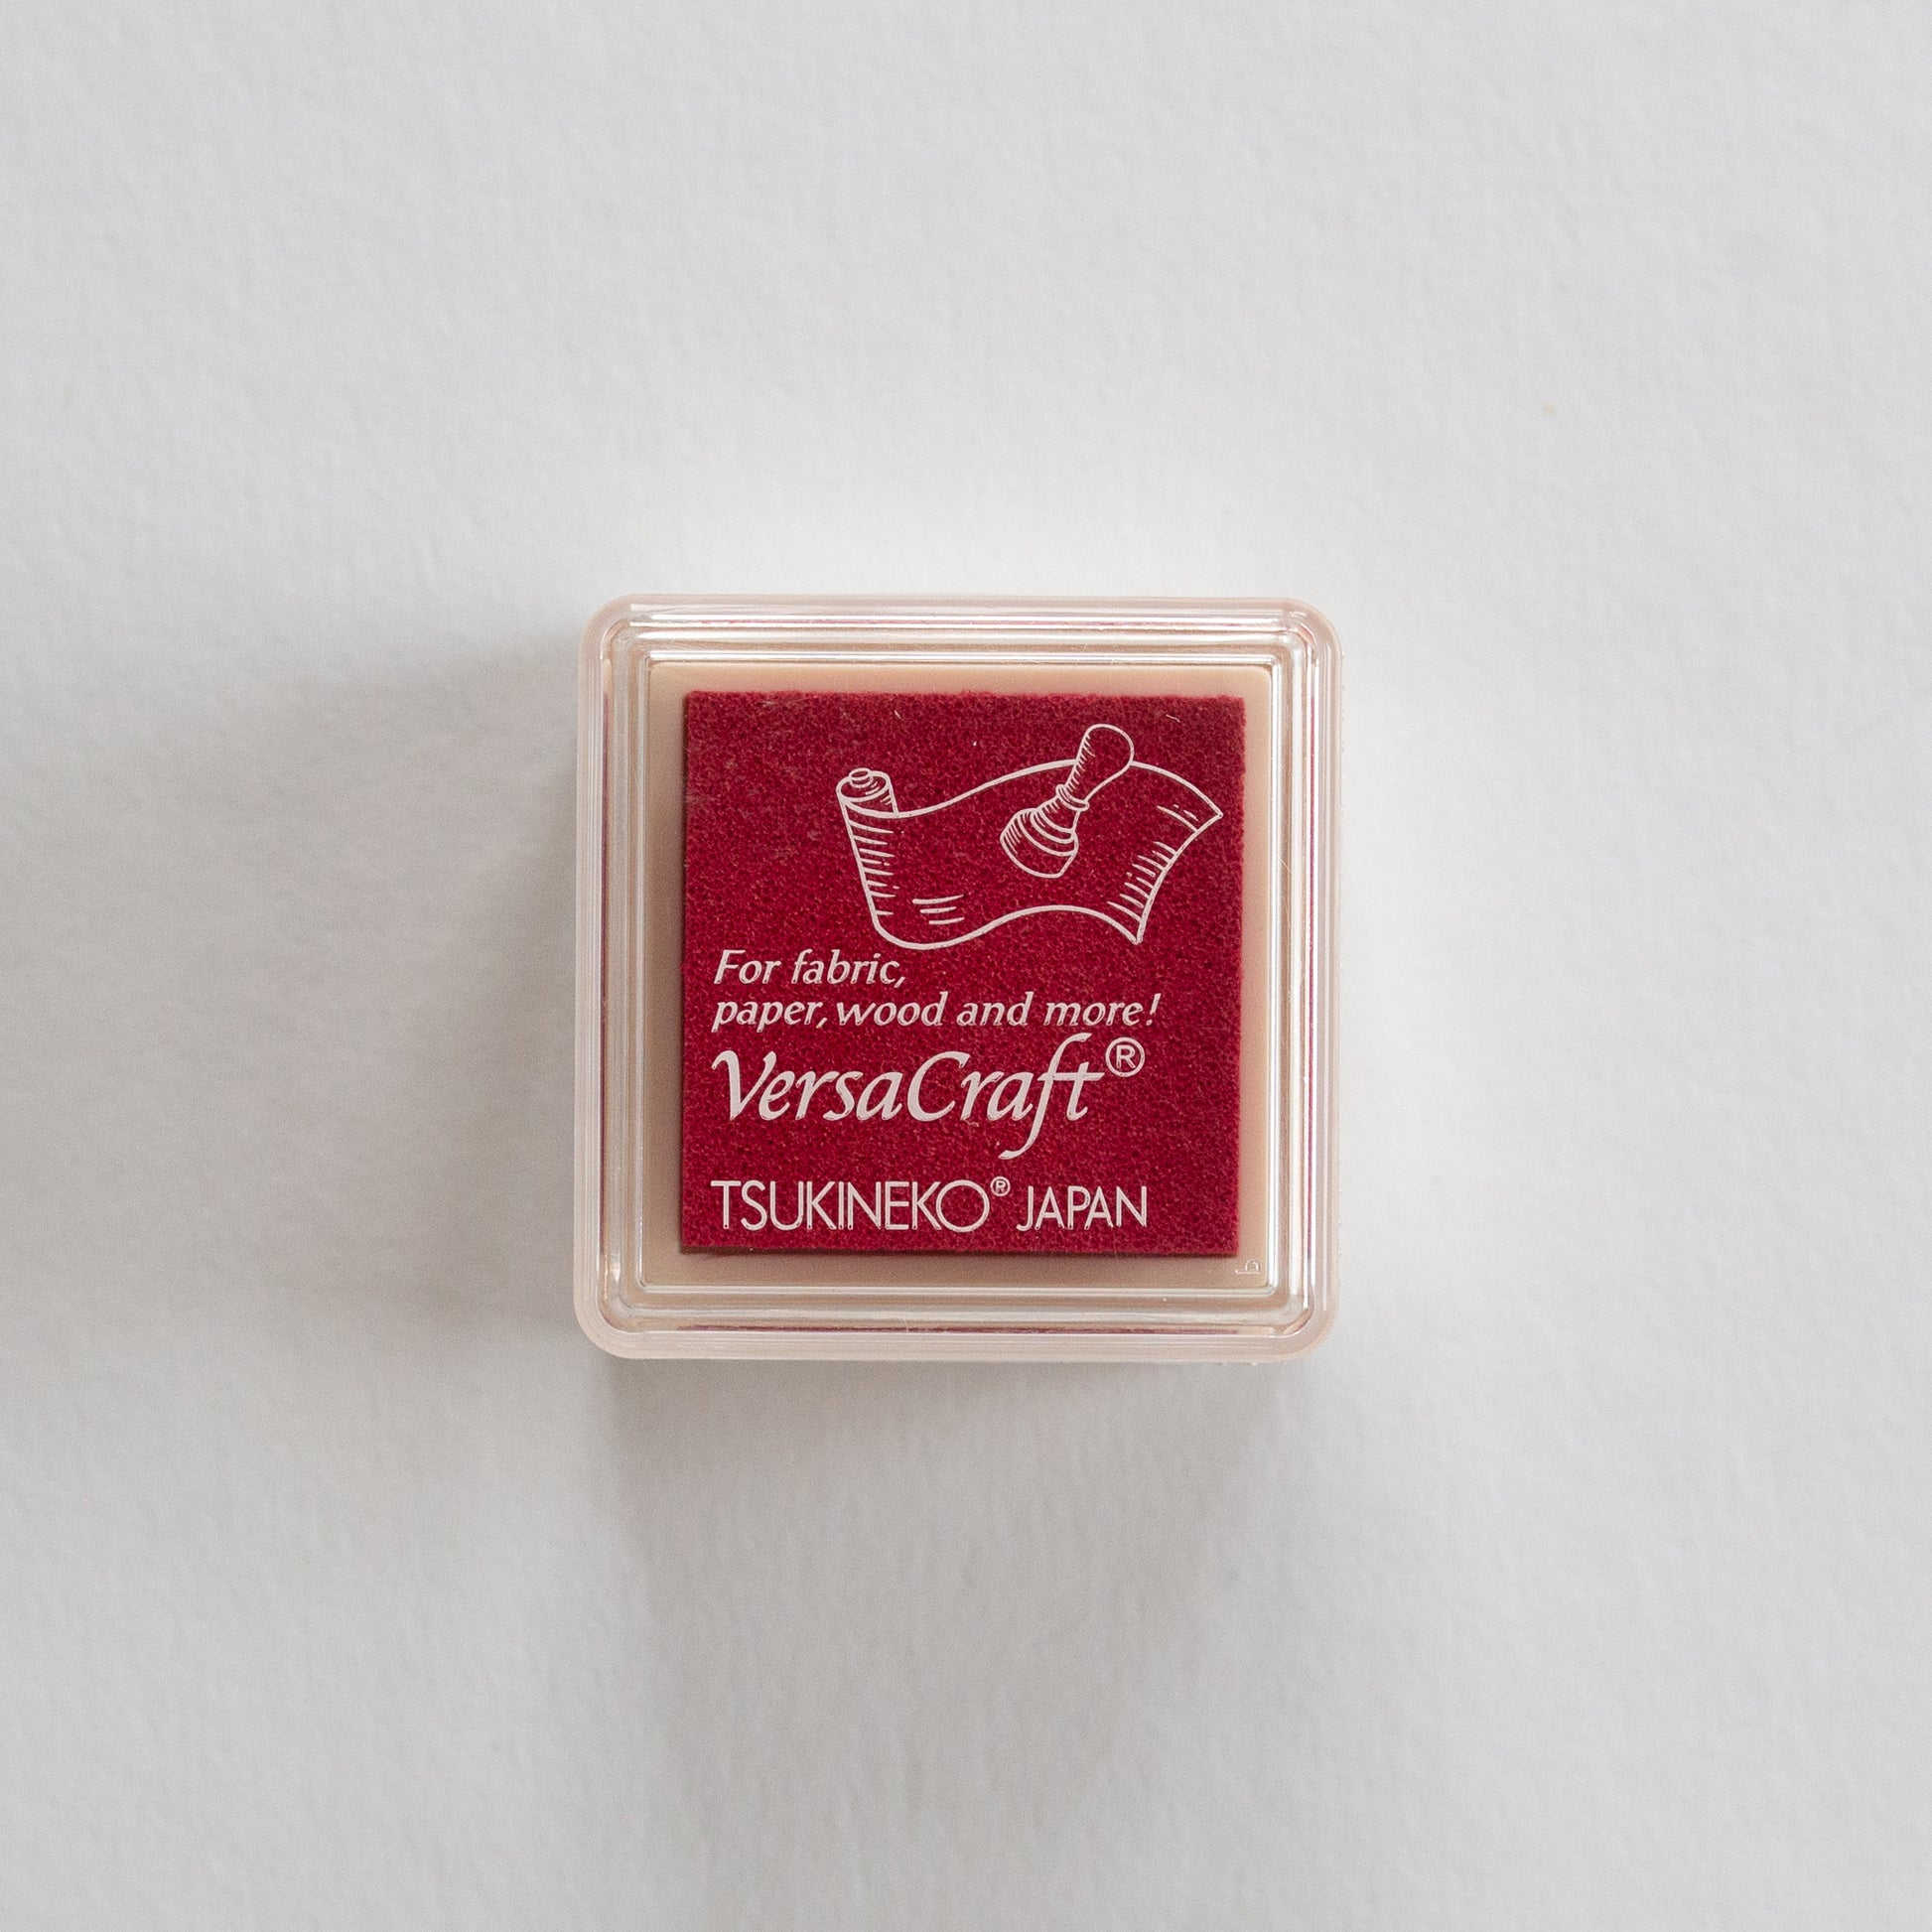 For fabric,
paper, wood and more!
VersaCraft®
TSUKINEKO® JAPAN